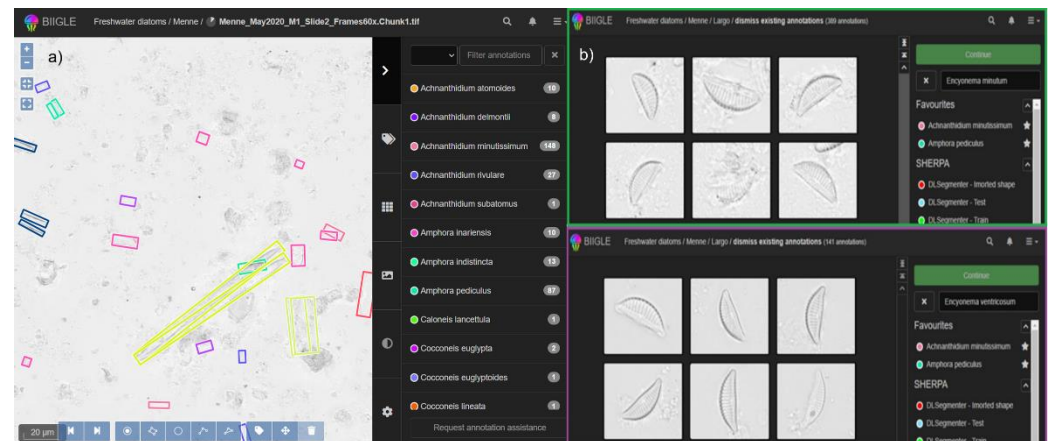 BIIGLE Freshwater diatoms / Menne / Menne_May2020_M1_Slide2_Frames60x.Chunk1.tif
a)
Filter annotations
Achnanthidium atomoides 10
Achnanthidium delmontii 8
Achnanthidium minutissimum 148
Achnanthidium rivulare 27
Achnanthidium subatomus 1
Amphora inariensis 10
Amphora indistincta 13
Amphora pediculus 87
Caloneis lancettula 1
Cocconeis euglypta 2
Cocconeis euglyptoides 1
Cocconeis lineata 1
Request annotation assistance
20 µm
BIIGLE Freshwater diatoms / Menne / Largo / dismiss existing annotations (389 annotations)
b)
Continue
Encyonema minutum
Favourites
Achnanthidium minutissimum
Amphora pediculus
SHERPA
DLSegmenter - Imorted shape
DLSegmenter - Test
DLSegmenter - Train
BIIGLE Freshwater diatoms / Menne / Largo / dismiss existing annotations (141 annotations)
Continue
Encyonema ventricosum
Favourites
Achnanthidium minutissimum
Amphora pediculus
SHERPA
DLSegmenter - Imorted shape
DLSegmenter - Test
DLSegmenter - Train